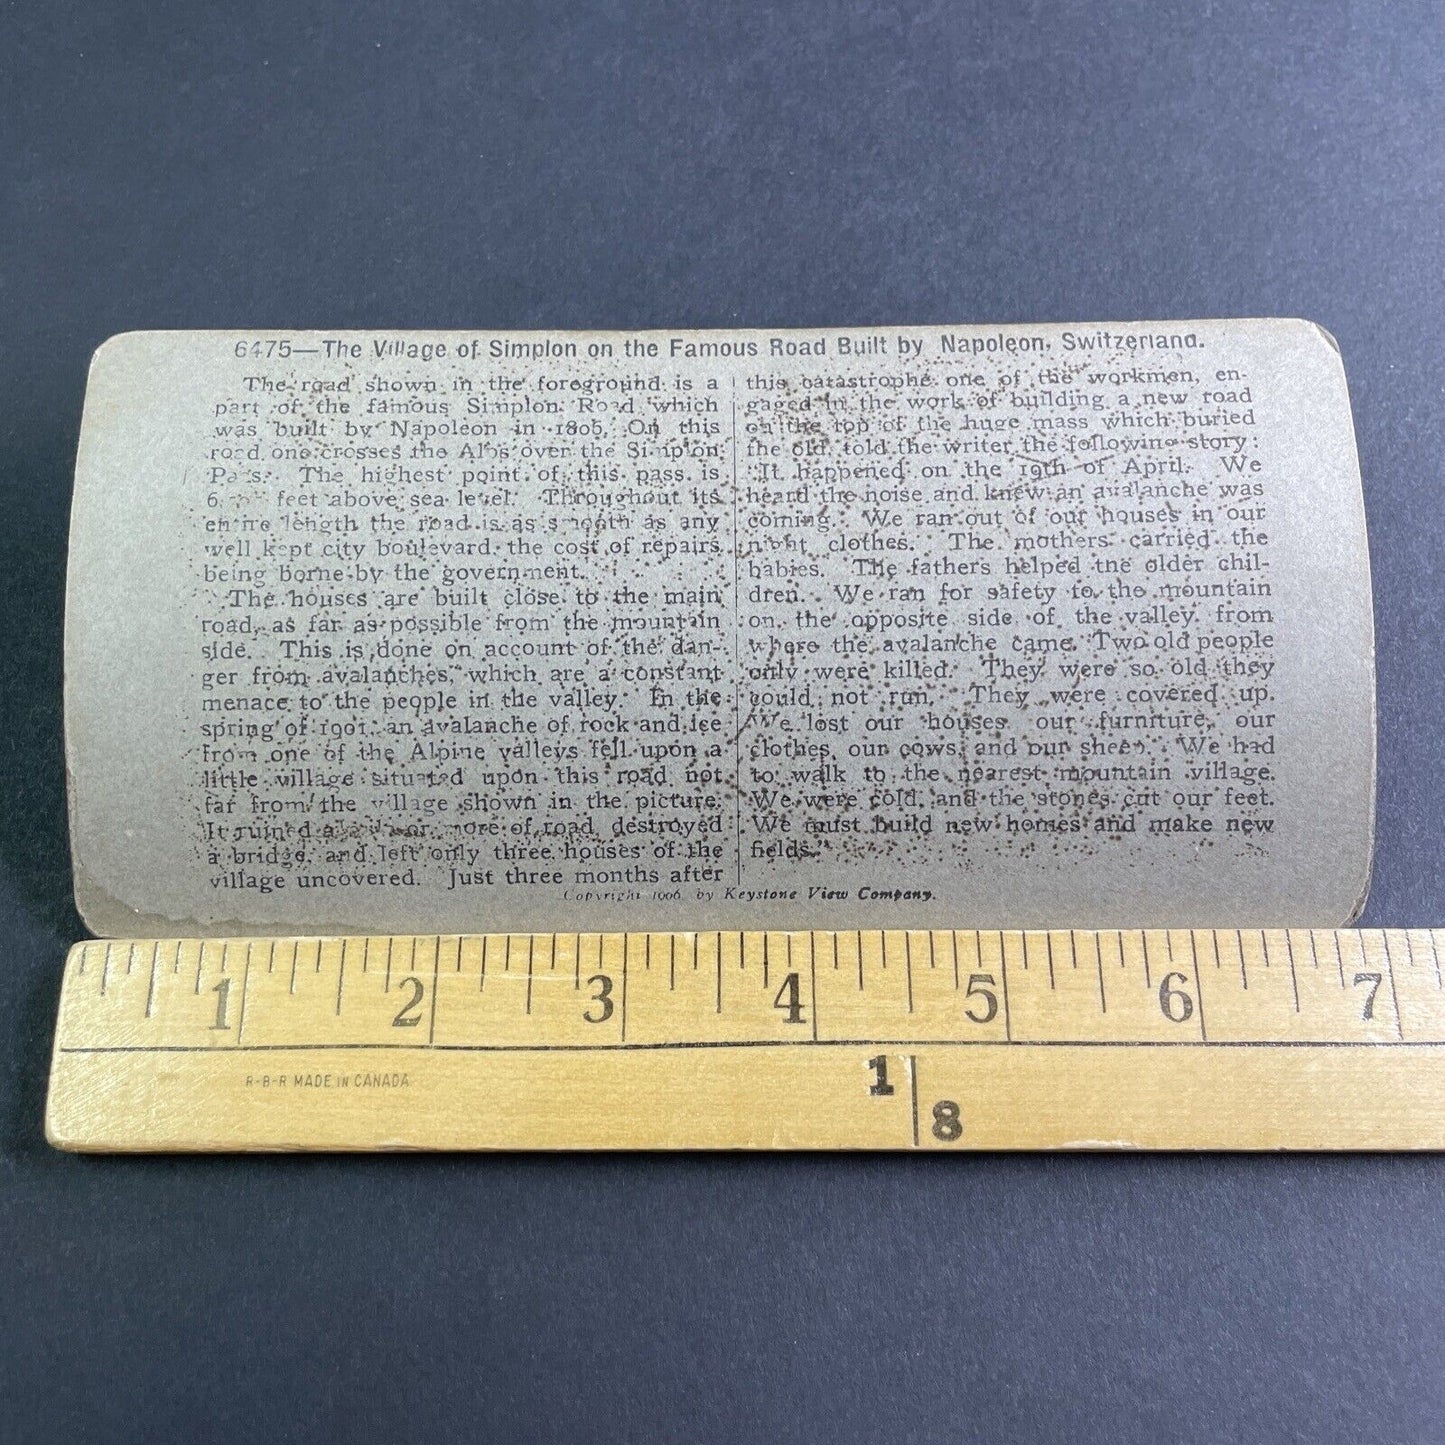 6475—The Village of Simplon on the Famous Road Built by Napoleon, Switzerland.
The road shown in the foreground is a
part of the famous Simplon Road which
was built by Napoleon in 1805. On this
road one crosses the Alps over the Simplon
Pass. The highest point of this pass is
feet above sea level. Throughout its
entire length the road is as smooth as any
well kept city boulevard, the cost of repairs
being borne by the government.
The houses are built close to the main
road, as far as possible from the mountain
side. This is done on account of the dan-
ger from avalanches, which are a constant
menace to the people in the valley. In the
spring of 1901, an avalanche of rock and ice
from one of the Alpine valleys fell upon a
little village situated upon this road not
far from the village shown in the picture.
It ruined a or more of road, destroyed
a bridge, and left only three houses of the
village uncovered. Just three months after
this catastrophe one of the workmen, en-
gaged in the work of building a new road
on the top of the huge mass which buried
the old, told the writer the following story:
"It happened on the 19th of April. We
heard the noise and knew an avalanche was
coming. We ran out of our houses in our
night clothes. The mothers carried the
babies. The fathers helped the older chil-
dren. We ran for safety to the mountain
on the opposite side of the valley from
where the avalanche came. Two old people
only were killed. They were so old they
could not run. They were covered up.
We lost our houses, our furniture, our
clothes, our cows, and our sheep. We had
to walk to the nearest mountain village.
We were cold, and the stones cut our feet.
We must build new homes and make new
fields."
Copyright 1906, by Keystone View Company.
1 2 3 4 5 6 7
R-B-R MADE IN CANADA
1
8